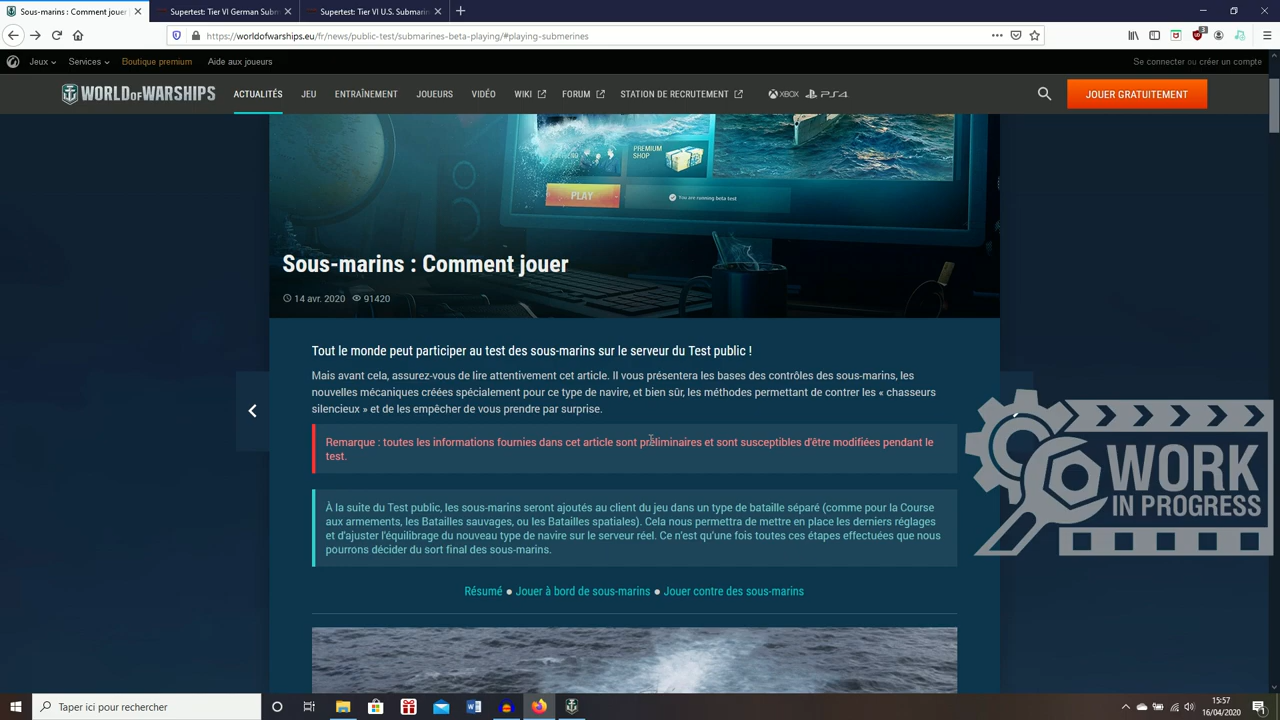 Sous-marins : Comment jouer
Supertest: Tier VI German Subm
Supertest: Tier VI U.S. Submarin
https://worldofwarships.eu/fr/news/public-test/submarines-beta-playing/#playing-submerines
Jeux
Services
Boutique premium
Aide aux joueurs
Se connecter ou créer un compte
WORLD OF WARSHIPS
ACTUALITÉS
JEU
ENTRAÎNEMENT
JOUEURS
VIDÉO
WIKI
FORUM
STATION DE RECRUTEMENT
XBOX
PS4
JOUER GRATUITEMENT
PREMIUM
SHOP
PLAY
You are running beta test
Sous-marins : Comment jouer
14 avr. 2020
91420
Tout le monde peut participer au test des sous-marins sur le serveur du Test public !
Mais avant cela, assurez-vous de lire attentivement cet article. Il vous présentera les bases des contrôles des sous-marins, les
nouvelles mécaniques créées spécialement pour ce type de navire, et bien sûr, les méthodes permettant de contrer les « chasseurs
silencieux » et de les empêcher de vous prendre par surprise.
Remarque : toutes les informations fournies dans cet article sont préliminaires et sont susceptibles d'être modifiées pendant le
test.
À la suite du Test public, les sous-marins seront ajoutés au client du jeu dans un type de bataille séparé (comme pour la Course
aux armements, les Batailles sauvages, ou les Batailles spatiales). Cela nous permettra de mettre en place les derniers réglages
et d'ajuster l'équilibrage du nouveau type de navire sur le serveur réel. Ce n'est qu'une fois toutes ces étapes effectuées que nous
pourrons décider du sort final des sous-marins.
Résumé ● Jouer à bord de sous-marins ● Jouer contre des sous-marins
WORK
IN PROGRESS
Taper ici pour rechercher
15:57
16/04/2020